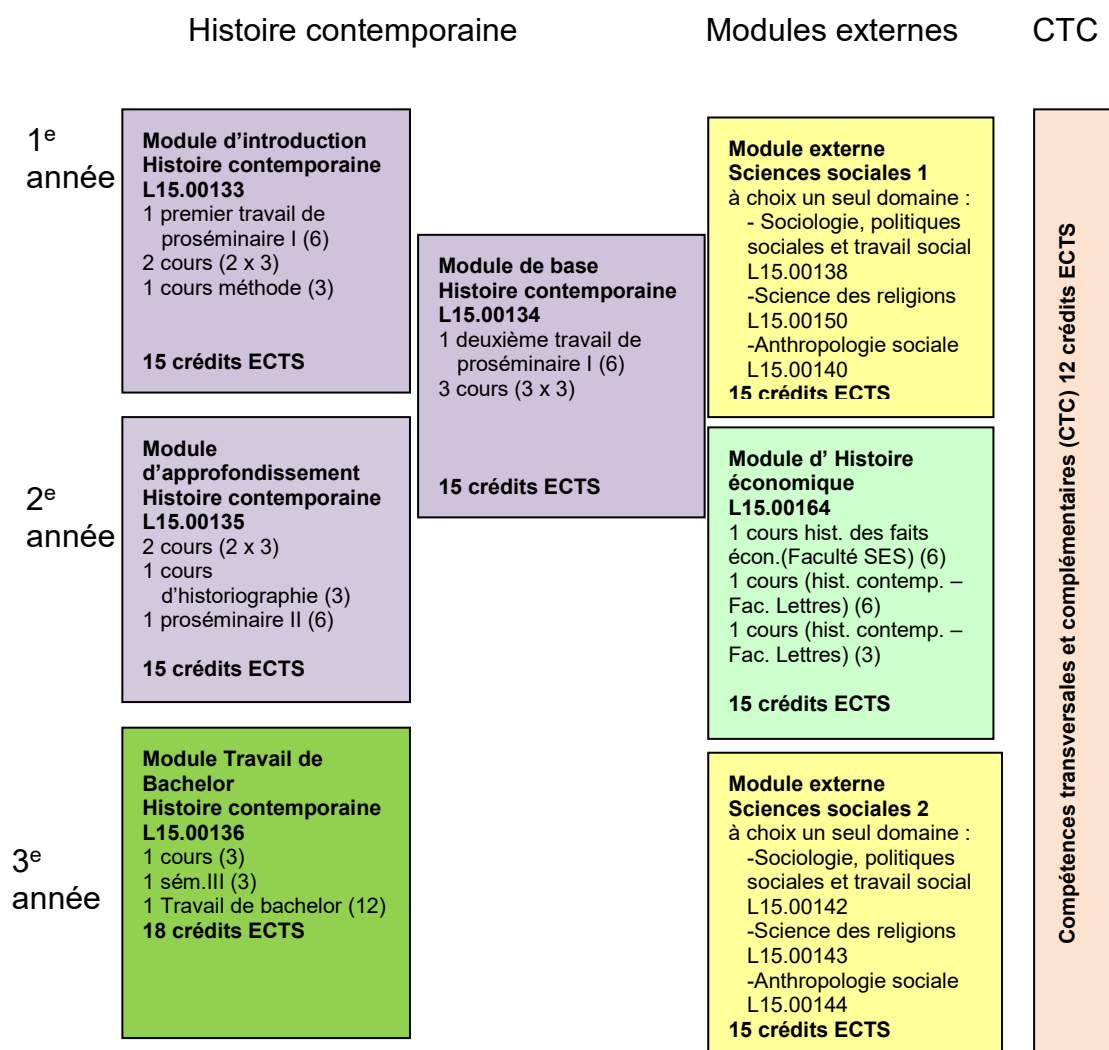 Histoire contemporaine
Modules externes
CTC
1e
année
Module d'introduction
Histoire contemporaine
L15.00133
1 premier travail de
proséminaire I (6)
2 cours (2 x 3)
1 cours méthode (3)
15 crédits ECTS
Module de base
Histoire contemporaine
L15.00134
1 deuxième travail de
proséminaire I (6)
3 cours (3 x 3)
15 crédits ECTS
Module externe
Sciences sociales 1
à choix un seul domaine :
- Sociologie, politiques
sociales et travail social
L15.00138
-Science des religions
L15.00150
-Anthropologie sociale
L15.00140
15 crédits ECTS
2e
année
Module
d'approfondissement
Histoire contemporaine
L15.00135
2 cours (2 x 3)
1 cours
d'historiographie (3)
1 proséminaire II (6)
15 crédits ECTS
Module d' Histoire
économique
L15.00164
1 cours hist. des faits
écon.(Faculté SES) (6)
1 cours (hist. contemp. –
Fac. Lettres) (6)
1 cours (hist. contemp. –
Fac. Lettres) (3)
15 crédits ECTS
3e
année
Module Travail de
Bachelor
Histoire contemporaine
L15.00136
1 cours (3)
1 sém.III (3)
1 Travail de bachelor (12)
18 crédits ECTS
Module externe
Sciences sociales 2
à choix un seul domaine :
-Sociologie, politiques
sociales et travail social
L15.00142
-Science des religions
L15.00143
-Anthropologie sociale
L15.00144
15 crédits ECTS
Compétences transversales et complémentaires (CTC) 12 crédits ECTS